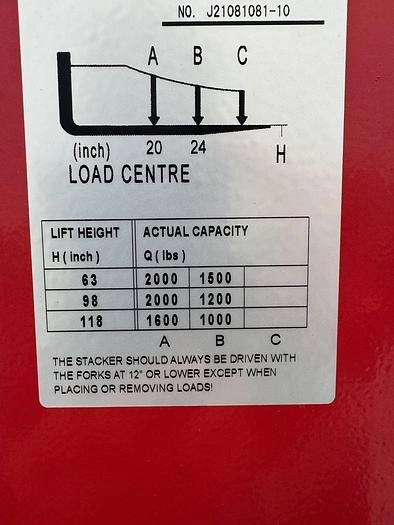 NO. J21081081-10
A B C
(inch) 20 24 H
LOAD CENTRE
LIFT HEIGHT ACTUAL CAPACITY
H ( inch ) Q ( lbs )
63 2000 1500
98 2000 1200
118 1600 1000
A B C
THE STACKER SHOULD ALWAYS BE DRIVEN WITH
THE FORKS AT 12" OR LOWER EXCEPT WHEN
PLACING OR REMOVING LOADS!